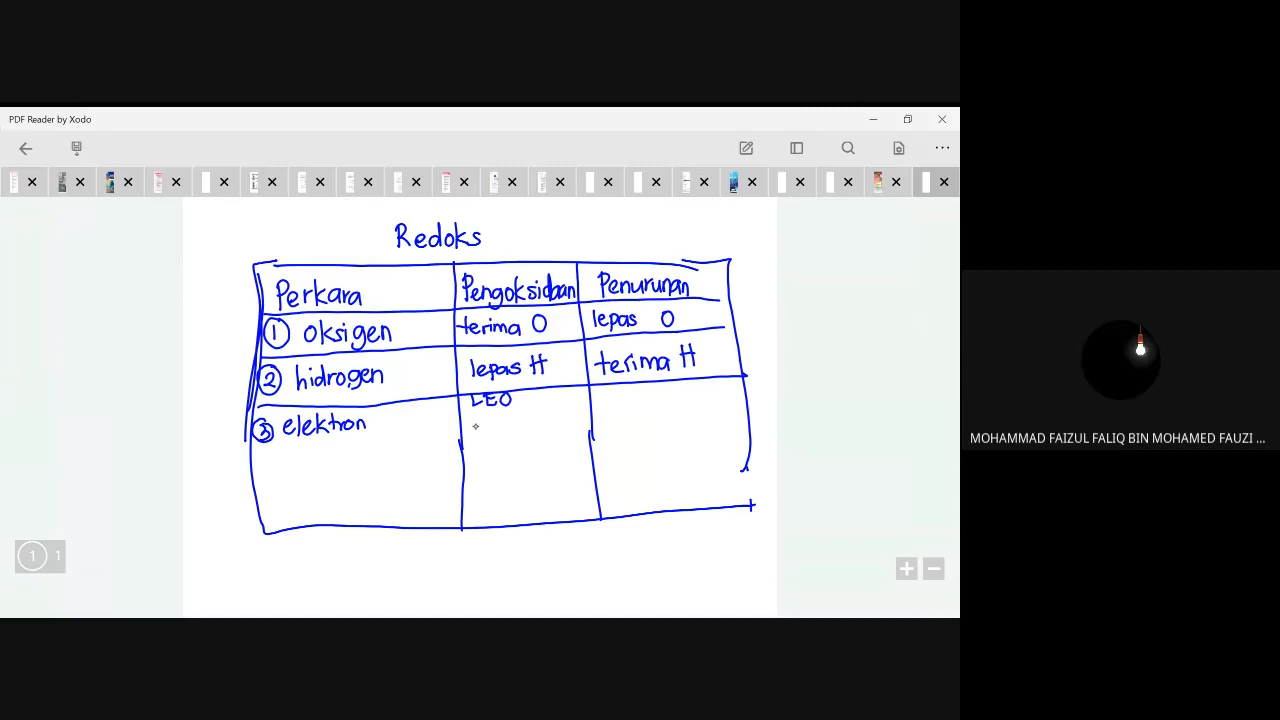 PDF Reader by Xodo
Redoks
Perkara Pengoksidaan Penurunan
1 oksigen terima O lepas O
2 hidrogen lepas H terima H
3 elektron LEO
1 1
MOHAMMAD FAIZUL FALIQ BIN MOHAMED FAUZI ...